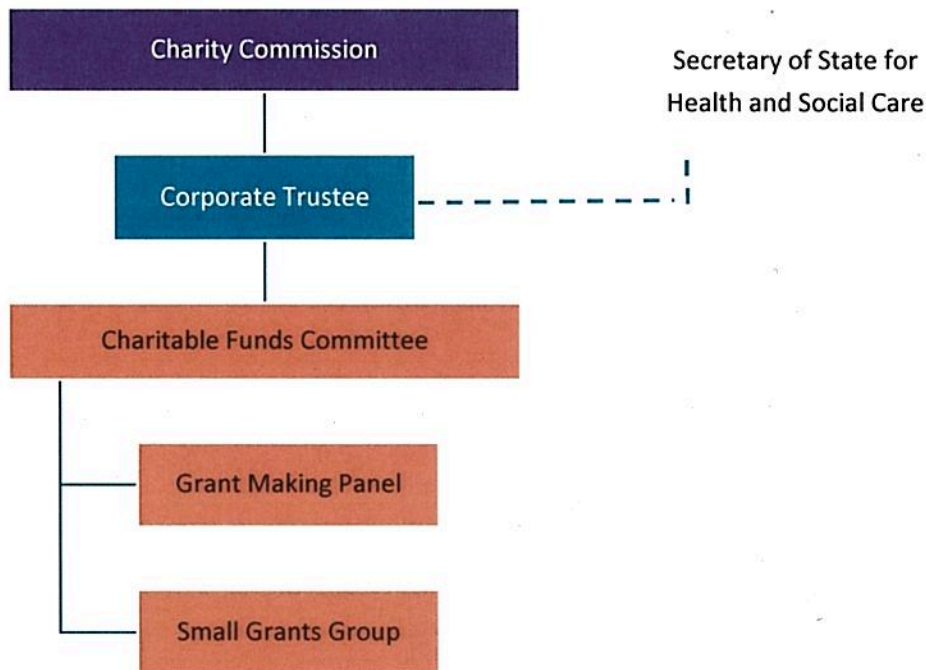 Charity Commission
Secretary of State for
Health and Social Care
Corporate Trustee
Charitable Funds Committee
Grant Making Panel
Small Grants Group